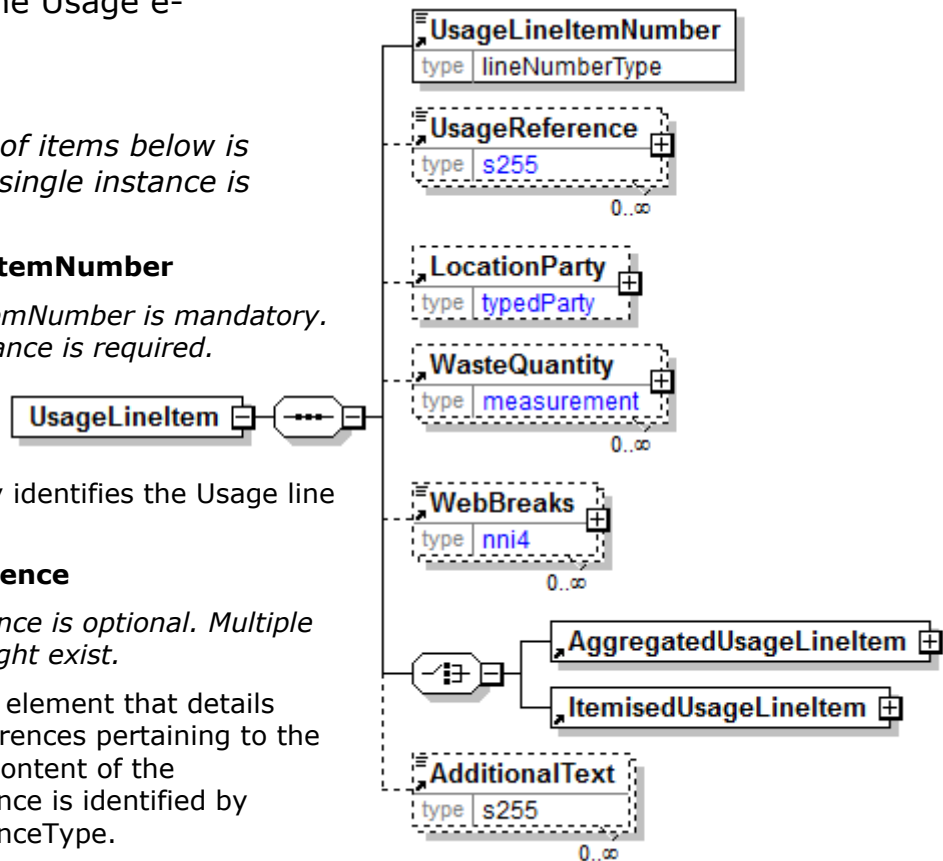 ne Usage e-
of items below is
single instance is
temNumber
emNumber is mandatory.
ance is required.
y identifies the Usage line
ence
nce is optional. Multiple
ght exist.
element that details
rences pertaining to the
ontent of the
nce is identified by
nceType.
UsageLineItem
UsageLineItemNumber
type lineNumberType
UsageReference
type s255
0..∞
LocationParty
type typedParty
WasteQuantity
type measurement
0..∞
WebBreaks
type nni4
0..∞
AggregatedUsageLineItem
ItemisedUsageLineItem
AdditionalText
type s255
0..∞